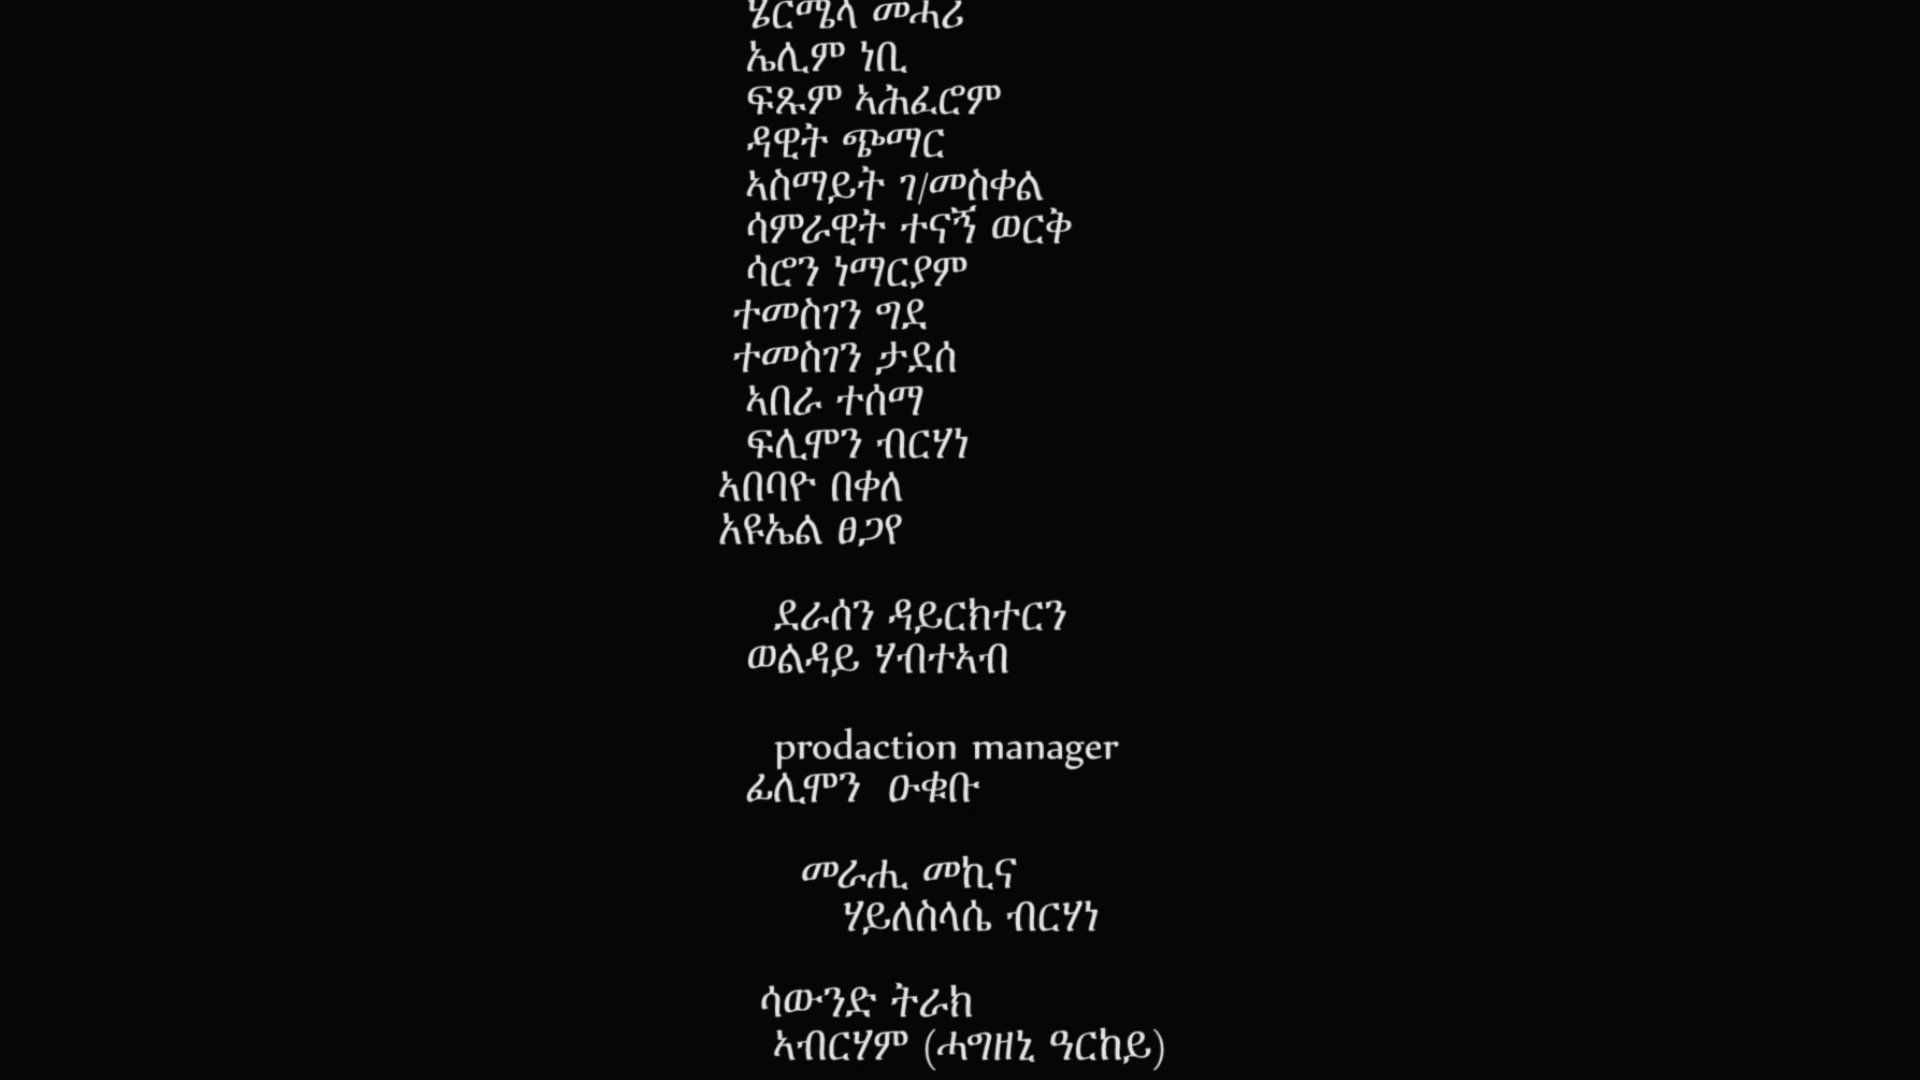 ሄርሜላ መሓሪ
ኤሊም ነቢ
ፍጹም ኣሕፈሮም
ዳዊት ጭማር
ኣስማይት ገ/መስቀል
ሳምራዊት ተናኝ ወርቅ
ሳሮን ነማርያም
ተመስገን ግደ
ተመስገን ታደሰ
ኣበራ ተሰማ
ፍሊሞን ብርሃነ
ኣበባዮ በቀለ
አዩኤል ፀጋየ
ደራሰን ዳይርክተርን
ወልዳይ ሃብተኣብ
prodaction manager
ፊሊሞን ዑቁቡ
መራሒ መኪና
ሃይለስላሴ ብርሃነ
ሳውንድ ትራክ
ኣብርሃም (ሓግዘኒ ዓርከይ)